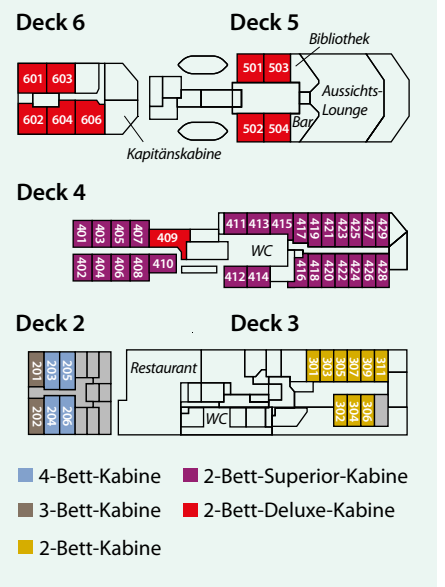 Deck 6
Deck 5
Bibliothek
601 603
501 503
Aussichts-
Lounge
602 604 606
502 504
Bar
Kapitänskabine
Deck 4
401 403 405 407
409
411 413 415 417 419 421 423 425 427 429
WC
402 404 406 408 410
412 414
416 418 420 422 424 426 428
Deck 2
Deck 3
201 203 205
Restaurant
301 303 305 307 309 311
202 204 206
WC
302 304 306
4-Bett-Kabine
2-Bett-Superior-Kabine
3-Bett-Kabine
2-Bett-Deluxe-Kabine
2-Bett-Kabine